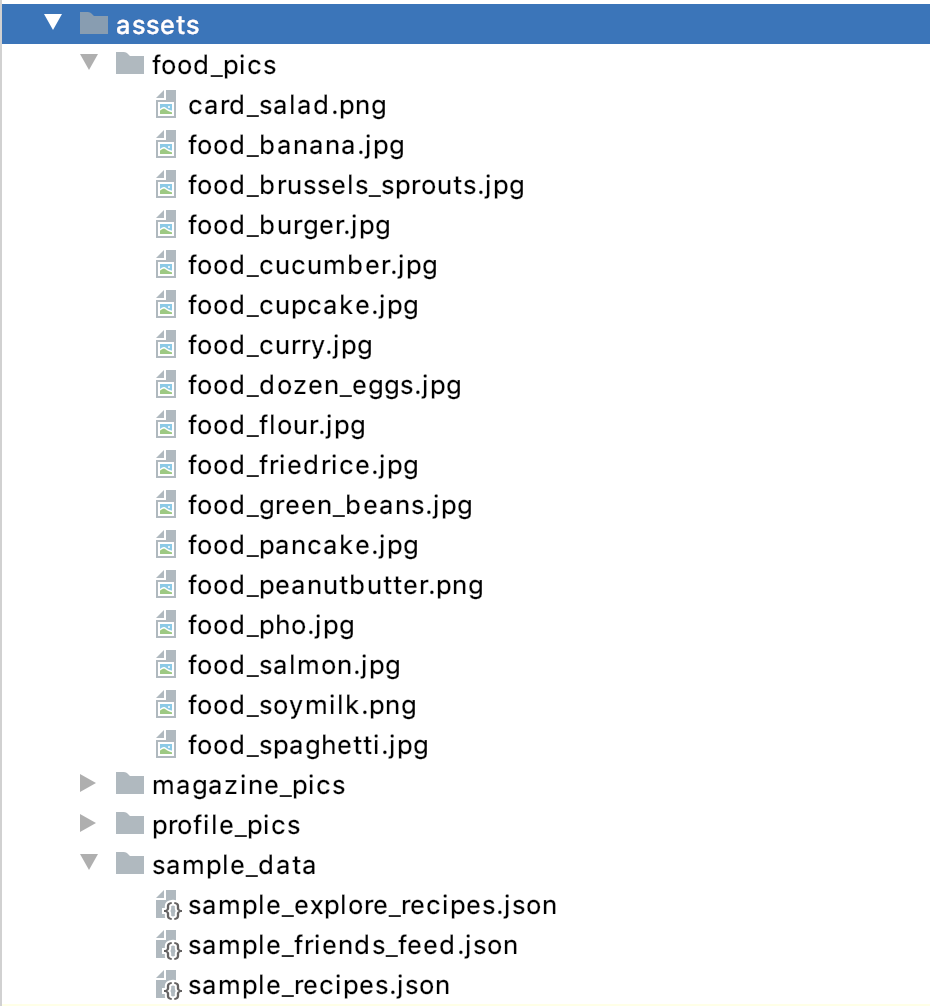 assets
food_pics
card_salad.png
food_banana.jpg
food_brussels_sprouts.jpg
food_burger.jpg
food_cucumber.jpg
food_cupcake.jpg
food_curry.jpg
food_dozen_eggs.jpg
food_flour.jpg
food_friedrice.jpg
food_green_beans.jpg
food_pancake.jpg
food_peanutbutter.png
food_pho.jpg
food_salmon.jpg
food_soymilk.png
food_spaghetti.jpg
magazine_pics
profile_pics
sample_data
sample_explore_recipes.json
sample_friends_feed.json
sample_recipes.json